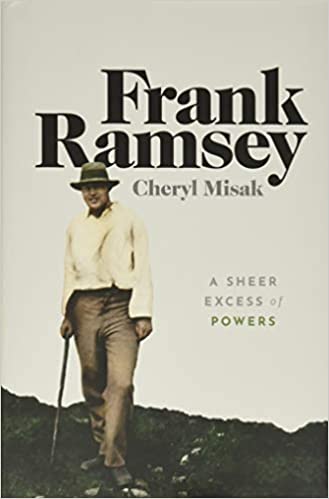 Frank
Ramsey
Cheryl Misak
A SHEER
EXCESS of
POWERS